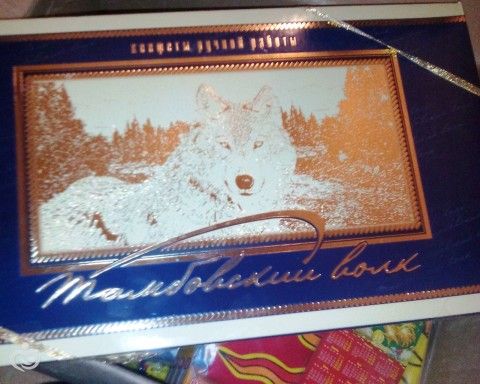 конфеты ручной работы
Тамбовский волк